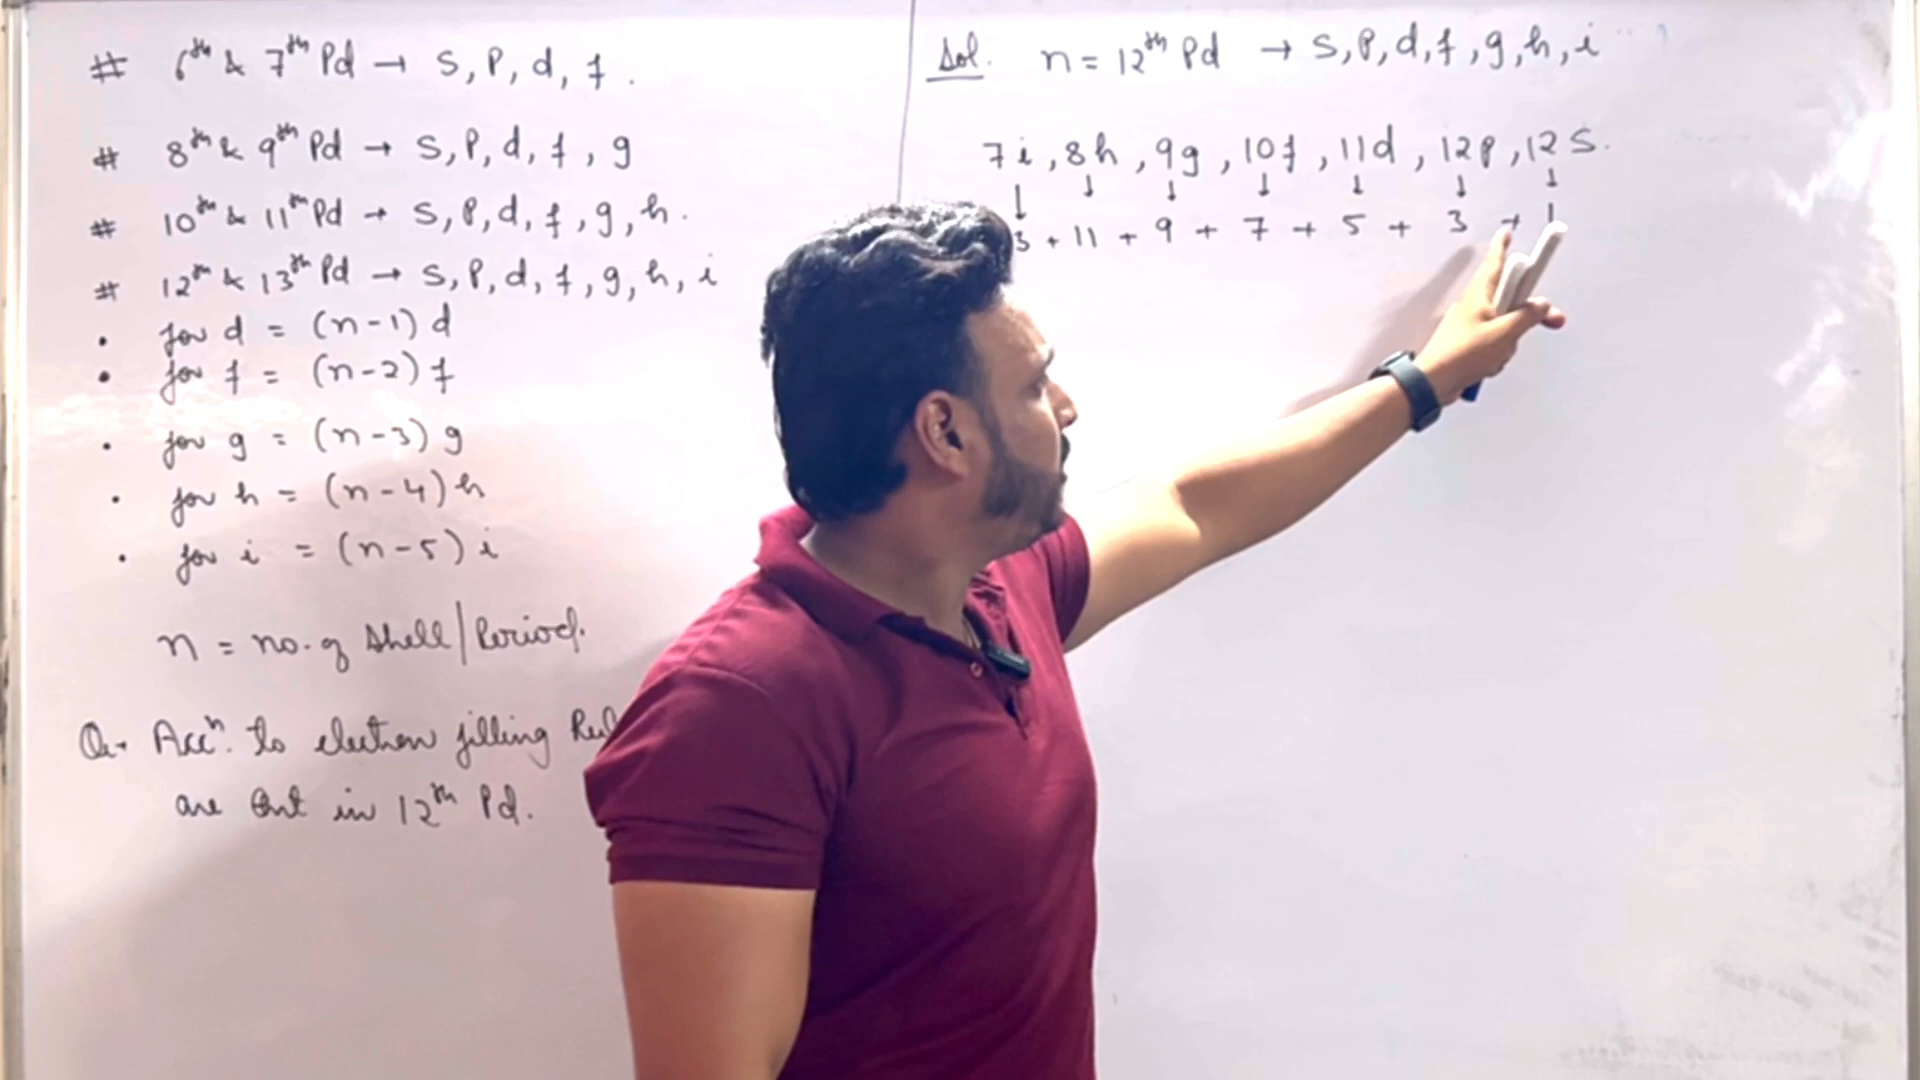 # 6th & 7th Pd → s, p, d, f.
# 8th & 9th Pd → s, p, d, f, g
# 10th & 11th Pd → s, p, d, f, g, h.
# 12th & 13th Pd → s, p, d, f, g, h, i
• for d = (n-1) d
• for f = (n-2) f
• for g = (n-3) g
• for h = (n-4) h
• for i = (n-5) i
n = no. of shell/Period.
Q.→ Accⁿ. to electron filling
are in 12th Pd.
Sol. n = 12th Pd → s, p, d, f, g, h, i
7i, 8h, 9g, 10f, 11d, 12p, 12s.
↓ ↓ ↓ ↓ ↓ ↓ ↓
3 + 11 + 9 + 7 + 5 + 3 + 1